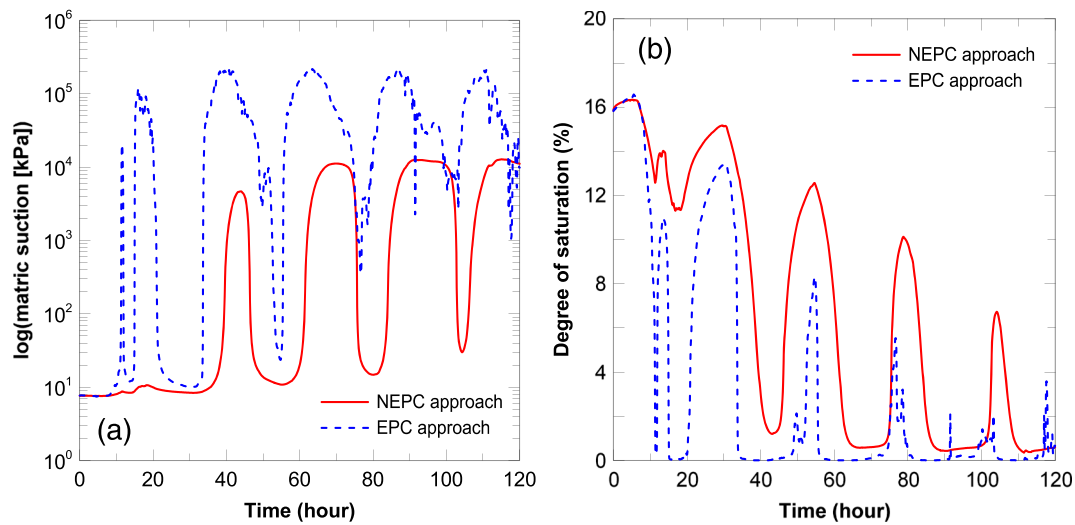 (a)
log(matric suction [kPa])
10^6
10^5
10^4
10^3
10^2
10^1
10^0
0 20 40 60 80 100 120
Time (hour)
NEPC approach
EPC approach
(b)
Degree of saturation (%)
20
16
12
8
4
0
0 20 40 60 80 100 120
Time (hour)
NEPC approach
EPC approach